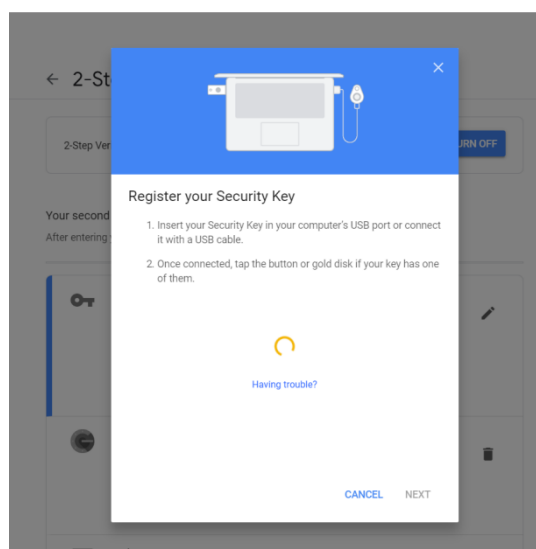 2-St
2-Step Ver
URN OFF
Your second
After entering
Register your Security Key
1. Insert your Security Key in your computer's USB port or connect
it with a USB cable.
2. Once connected, tap the button or gold disk if your key has one
of them.
Having trouble?
CANCEL NEXT